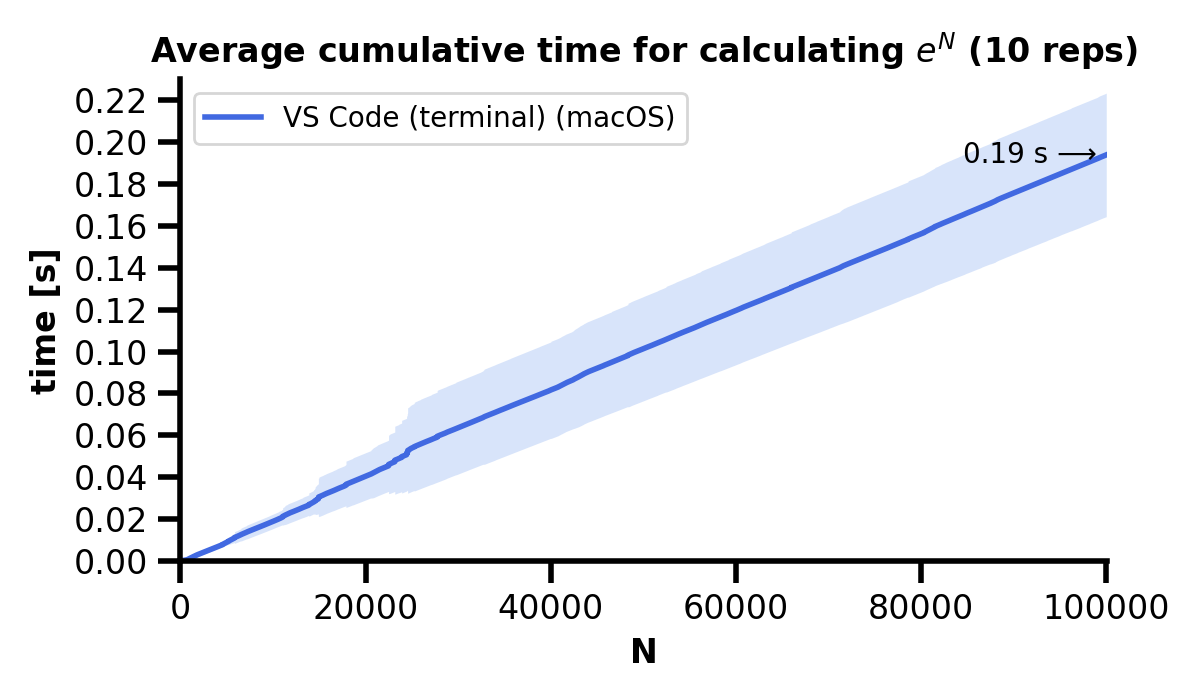 Average cumulative time for calculating $e^N$ (10 reps)
VS Code (terminal) (macOS)
0.19 s ⟶
time [s]
0.22
0.20
0.18
0.16
0.14
0.12
0.10
0.08
0.06
0.04
0.02
0.00
0 20000 40000 60000 80000 100000
N